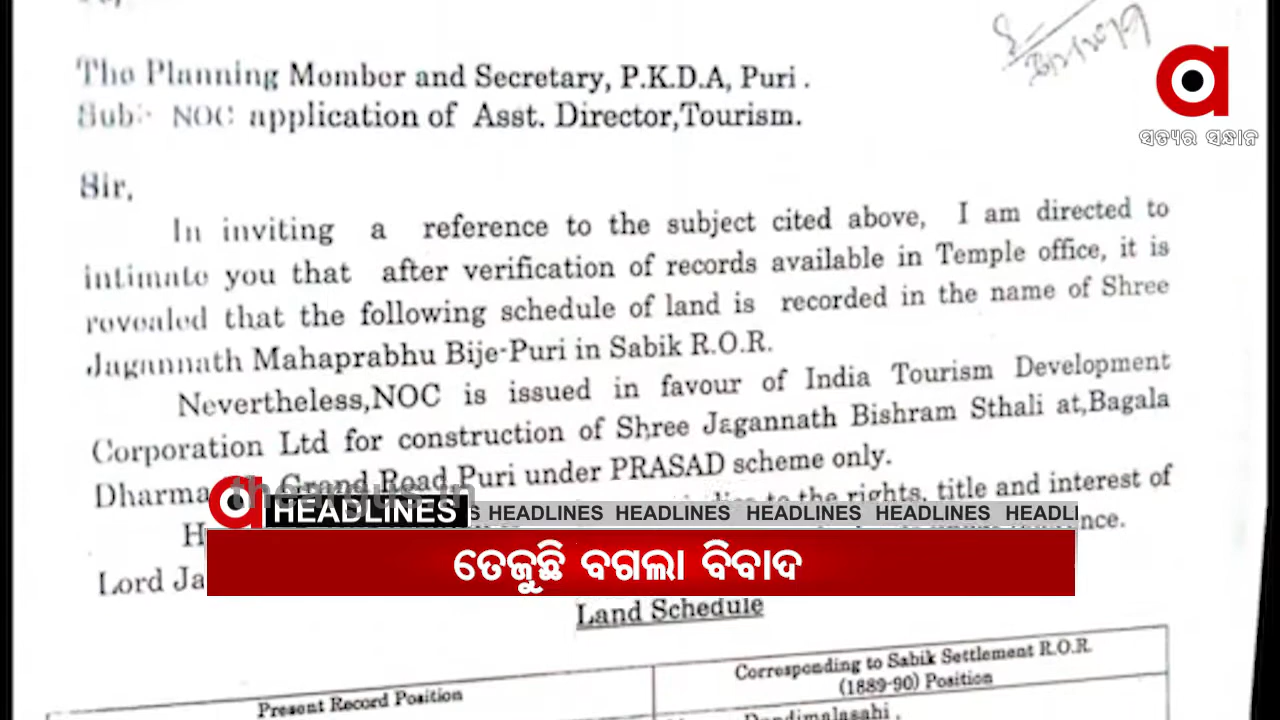 The Planning Member and Secretary, P.K.D.A, Puri.
Sub:- NOC application of Asst. Director,Tourism.
ସତ୍ୟର ସନ୍ଧାନ
Sir,
In inviting a reference to the subject cited above, I am directed to
intimate you that after verification of records available in Temple office, it is
revealed that the following schedule of land is recorded in the name of Shree
Jagannath Mahaprabhu Bije-Puri in Sabik R.O.R.
Nevertheless,NOC is issued in favour of India Tourism Development
Corporation Ltd for construction of Shree Jagannath Bishram Sthali at,Bagala
Dharma Grand Road,Puri under PRASAD scheme only.
to the rights, title and interest of
Lord Ja
HEADLINES
HEADLINES HEADLINES HEADLINES HEADLINES HEADLI
ତେଜୁଛି ବଗଲା ବିବାଦ
Land Schedule
Present Record Position
Corresponding to Sabik Settlement R.O.R.
(1889-90) Position
Dandimalasahi,